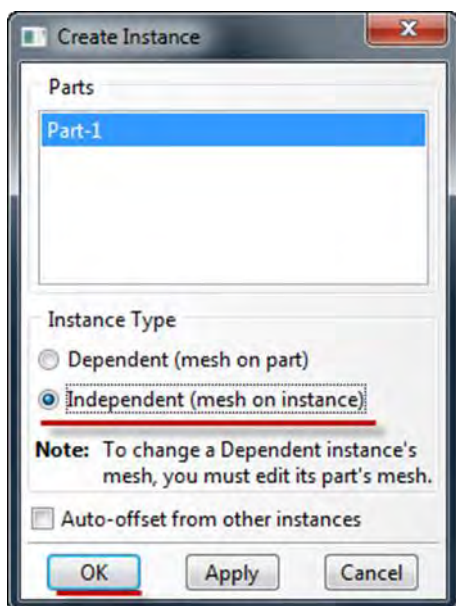 Create Instance
Parts
Part-1
Instance Type
Dependent (mesh on part)
Independent (mesh on instance)
Note: To change a Dependent instance's
mesh, you must edit its part's mesh.
Auto-offset from other instances
OK Apply Cancel